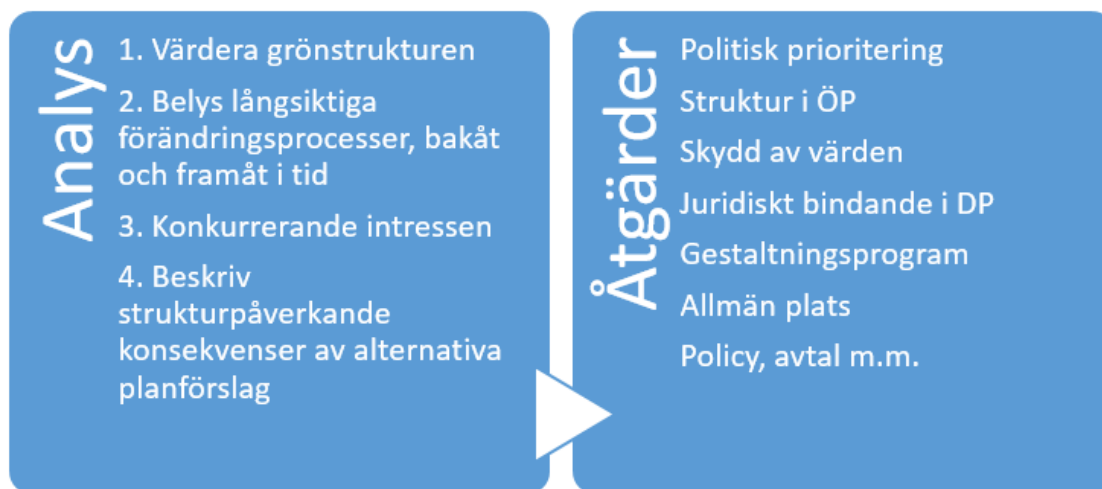 Analys
1. Värdera grönstrukturen
2. Belys långsiktiga
förändringsprocesser, bakåt
och framåt i tid
3. Konkurrerande intressen
4. Beskriv
strukturpåverkande
konsekvenser av alternativa
planförslag
Åtgärder
Politisk prioritering
Struktur i ÖP
Skydd av värden
Juridiskt bindande i DP
Gestaltningsprogram
Allmän plats
Policy, avtal m.m.